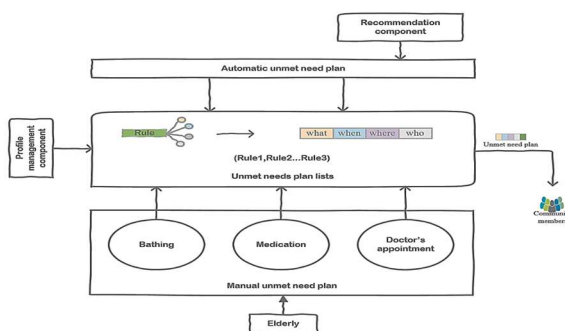 Recommendation
component
Automatic unmet need plan
Profile
management
component
Rule
what when where who
(Rule1,Rule2...Rule3)
Unmet needs plan lists
Unmet need plan
member
Bathing
Medication
Doctor's
appointment
Manual unmet need plan
Elderly